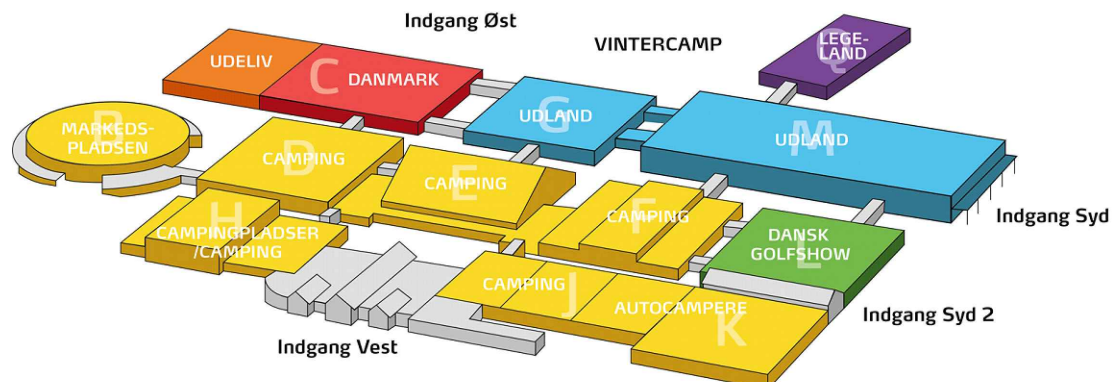 Indgang Øst
VINTERCAMP
Q
LEGE-
LAND
UDELIV
C
DANMARK
G
UDLAND
M
UDLAND
B
MARKEDS-
PLADSEN
D
CAMPING
E
CAMPING
F
CAMPING
Indgang Syd
H
CAMPINGPLADSER
/CAMPING
L
DANSK
GOLFSHOW
CAMPING
J
AUTOCAMPERE
K
Indgang Syd 2
Indgang Vest